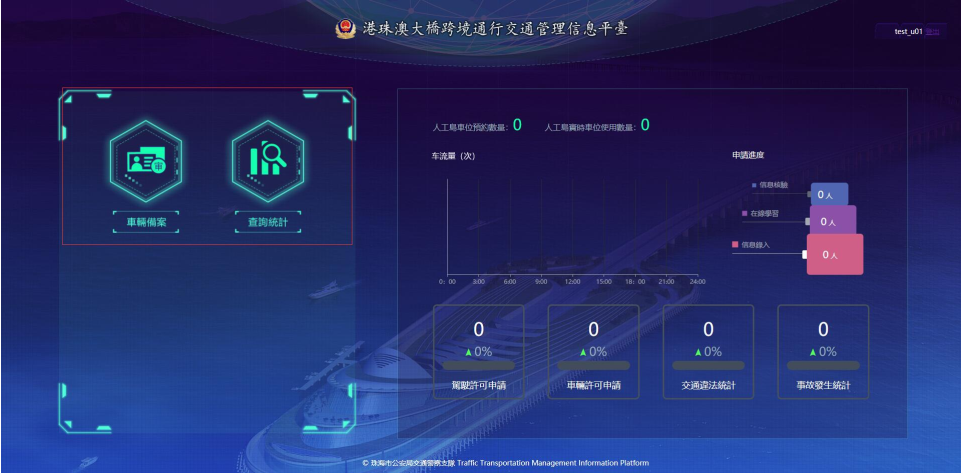 港珠澳大橋跨境通行交通管理信息平臺
test_u01
車輛備案
查詢統計
人工島車位預約數量: 0 人工島實時車位使用數量: 0
车流量（次）
0: 00 3:00 6:00 9:00 12:00 15:00 18: 00 21:00 24:00
申請進度
信息核驗 0人
在線學習 0人
信息錄入 0人
0
0%
駕駛許可申請
0
0%
車輛許可申請
0
0%
交通違法統計
0
0%
事故發生統計
© 珠海市公安局交通警察支隊 Traffic Transportation Management Information Platform